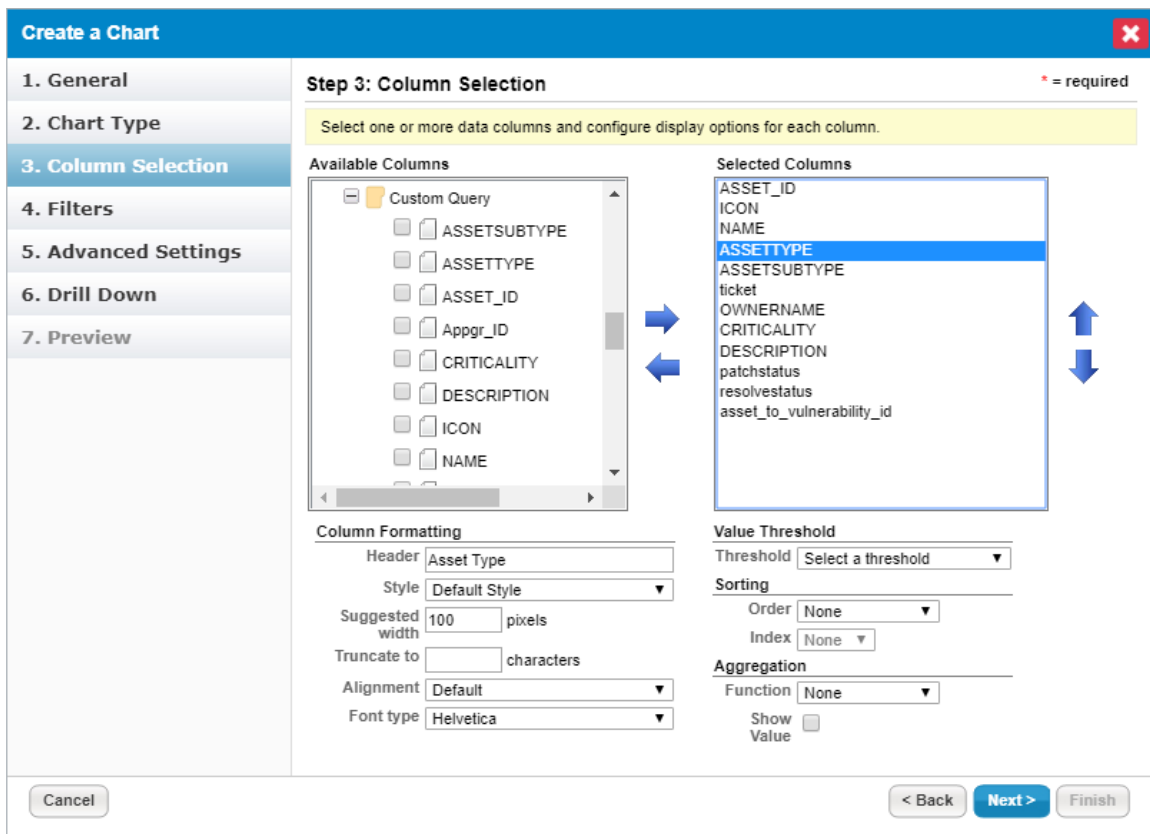 Create a Chart
1. General
2. Chart Type
3. Column Selection
4. Filters
5. Advanced Settings
6. Drill Down
7. Preview
Step 3: Column Selection
* = required
Select one or more data columns and configure display options for each column.
Available Columns
Custom Query
ASSETSUBTYPE
ASSETTYPE
ASSET_ID
Appgr_ID
CRITICALITY
DESCRIPTION
ICON
NAME
Selected Columns
ASSET_ID
ICON
NAME
ASSETTYPE
ASSETSUBTYPE
ticket
OWNERNAME
CRITICALITY
DESCRIPTION
patchstatus
resolvestatus
asset_to_vulnerability_id
Column Formatting
Header Asset Type
Style Default Style
Suggested
width 100 pixels
Truncate to characters
Alignment Default
Font type Helvetica
Value Threshold
Threshold Select a threshold
Sorting
Order None
Index None
Aggregation
Function None
Show
Value
Cancel
< Back
Next >
Finish